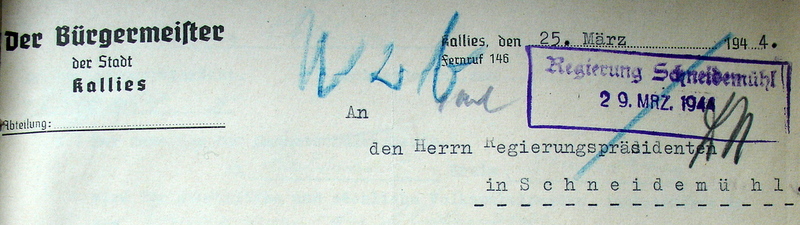 Der Bürgermeister
der Stadt
Kallies
Abteilung:
Kallies, den 25. März 1944.
Fernruf 146
Regierung Schneidemühl
29. MRZ. 1944
An
den Herrn Regierungspräsidenten
in Schneidemühl.